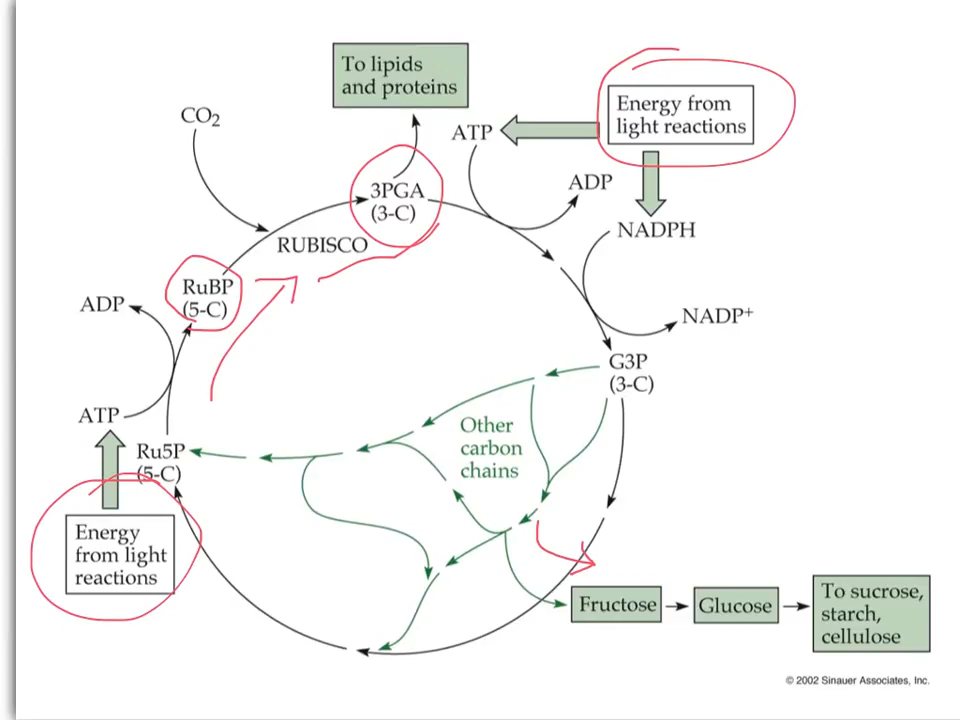 To lipids
and proteins
Energy from
light reactions
CO₂
ATP
ADP
3PGA
(3-C)
NADPH
RUBISCO
RuBP
(5-C)
ADP
NADP⁺
G3P
(3-C)
ATP
Other
carbon
chains
Ru5P
(5-C)
Energy
from light
reactions
Fructose
Glucose
To sucrose,
starch,
cellulose
© 2002 Sinauer Associates, Inc.